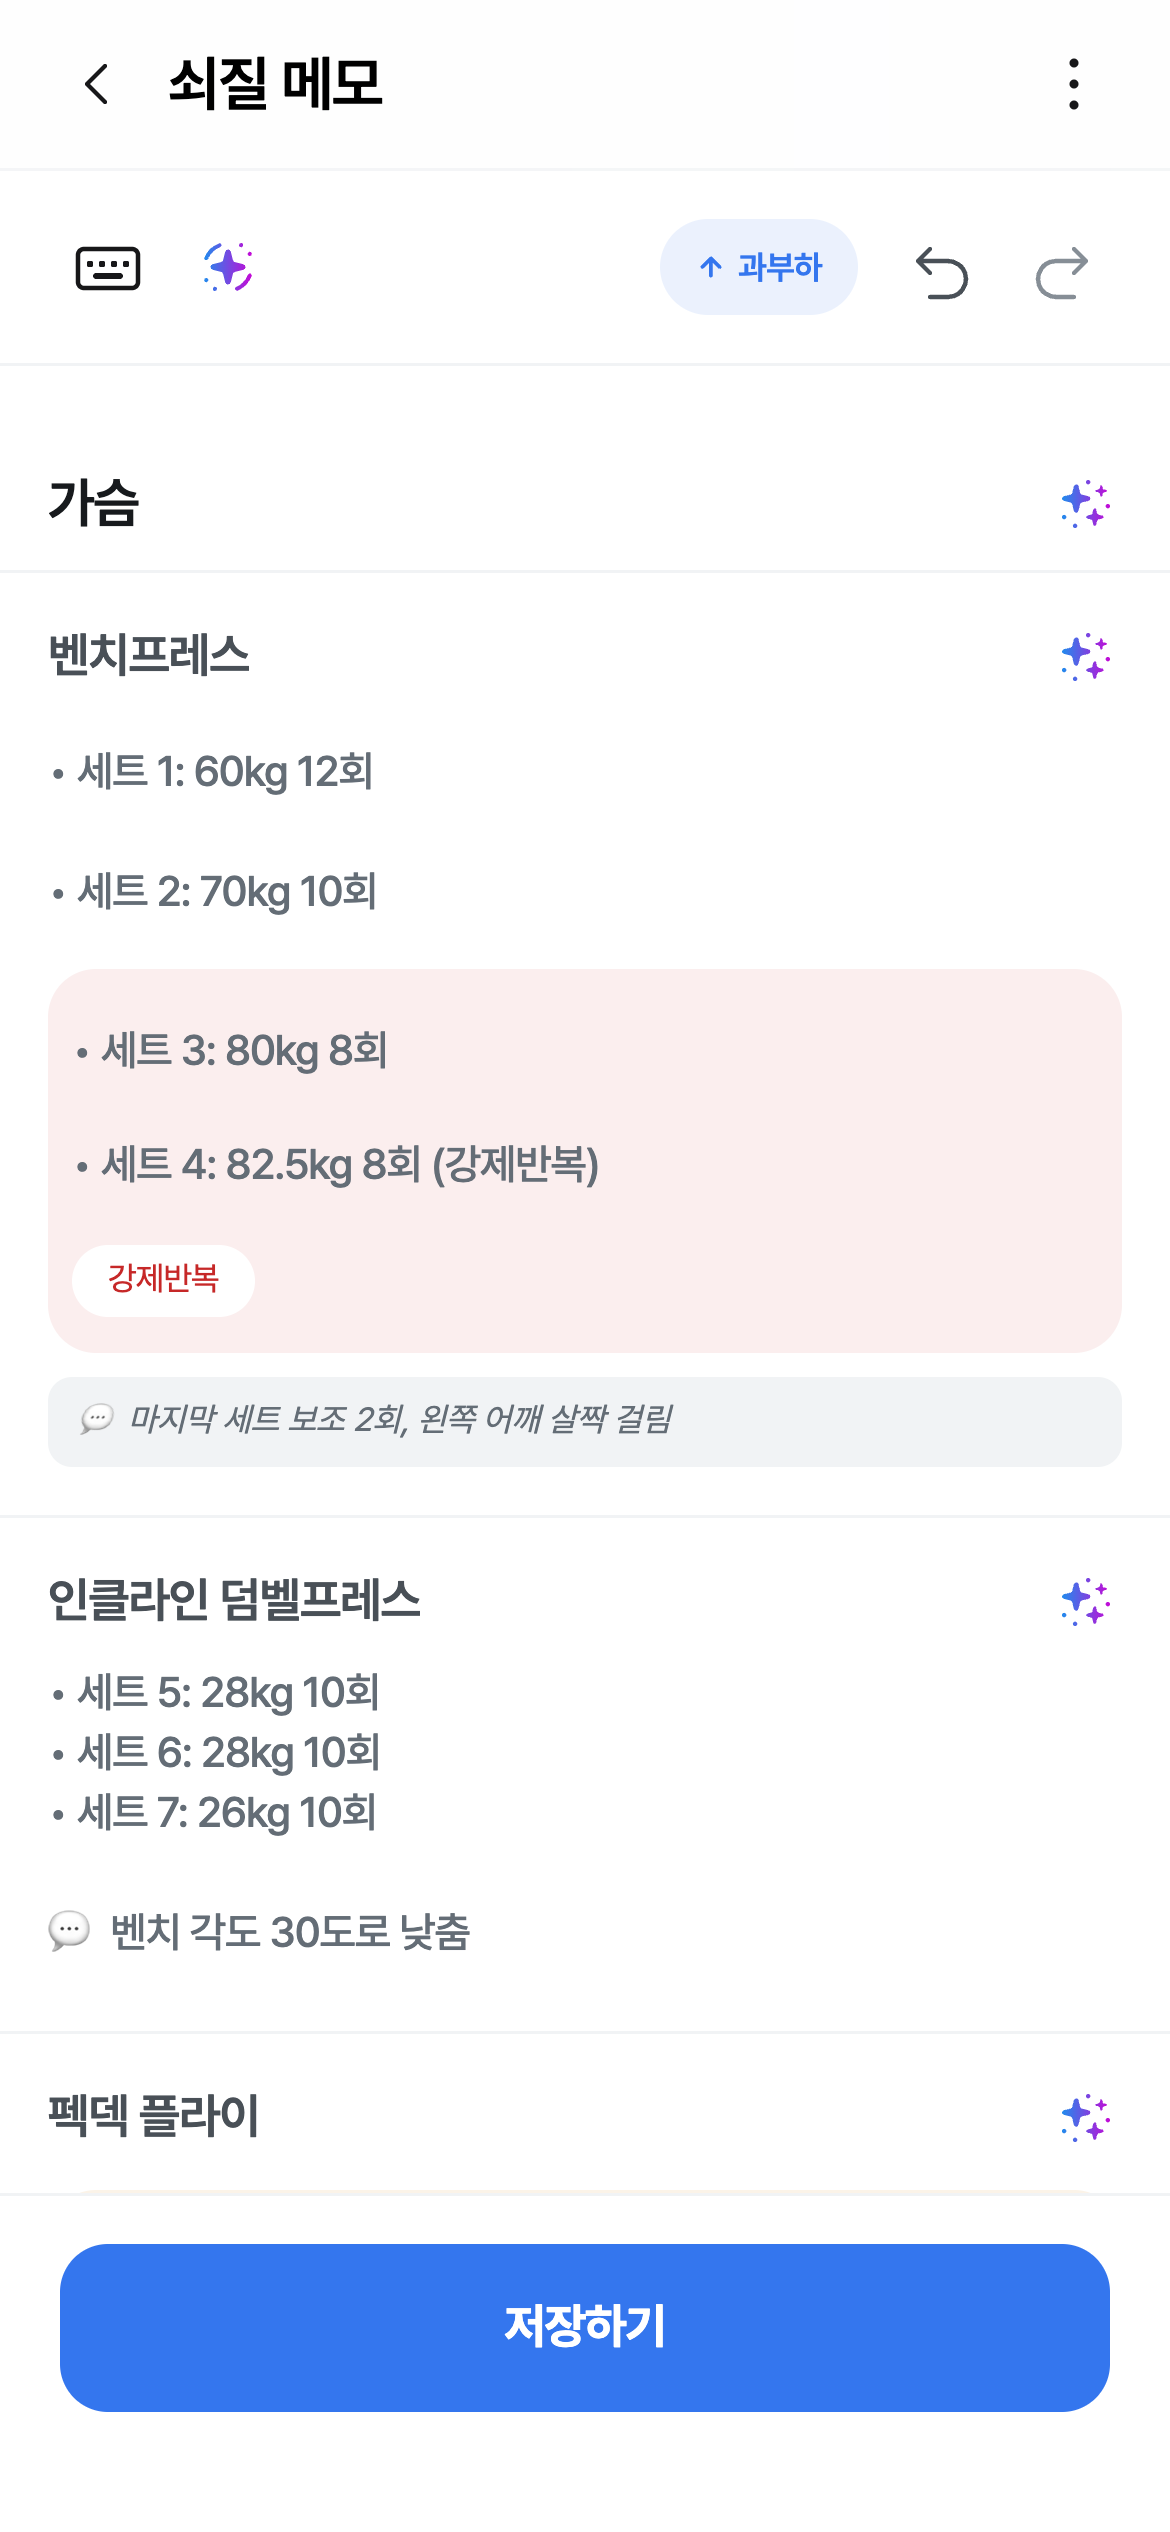 쇠질 메모
과부하
가슴
벤치프레스
• 세트 1: 60kg 12회
• 세트 2: 70kg 10회
• 세트 3: 80kg 8회
• 세트 4: 82.5kg 8회 (강제반복)
강제반복
마지막 세트 보조 2회, 왼쪽 어깨 살짝 걸림
인클라인 덤벨프레스
• 세트 5: 28kg 10회
• 세트 6: 28kg 10회
• 세트 7: 26kg 10회
벤치 각도 30도로 낮춤
펙덱 플라이
저장하기